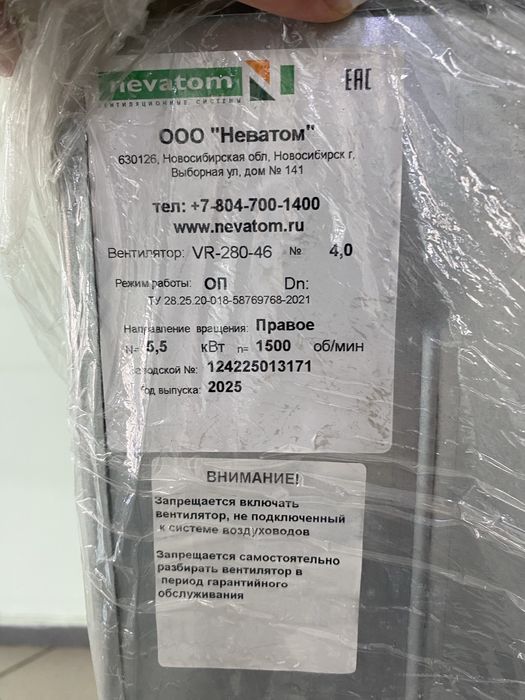 nevatom
ВЕНТИЛЯЦИОННЫЕ СИСТЕМЫ
EAC
ООО "Неватом"
630126, Новосибирская обл, Новосибирск г,
Выборная ул, дом № 141
тел: +7-804-700-1400
www.nevatom.ru
Вентилятор: VR-280-46 № 4,0
Режим работы: ОП Dн:
ТУ 28.25.20-018-58769768-2021
Направление вращения: Правое
N= 5,5 кВт n= 1500 об/мин
Заводской №: 124225013171
Год выпуска: 2025
ВНИМАНИЕ!
Запрещается включать
вентилятор, не подключенный
к системе воздуховодов
Запрещается самостоятельно
разбирать вентилятор в
период гарантийного
обслуживания